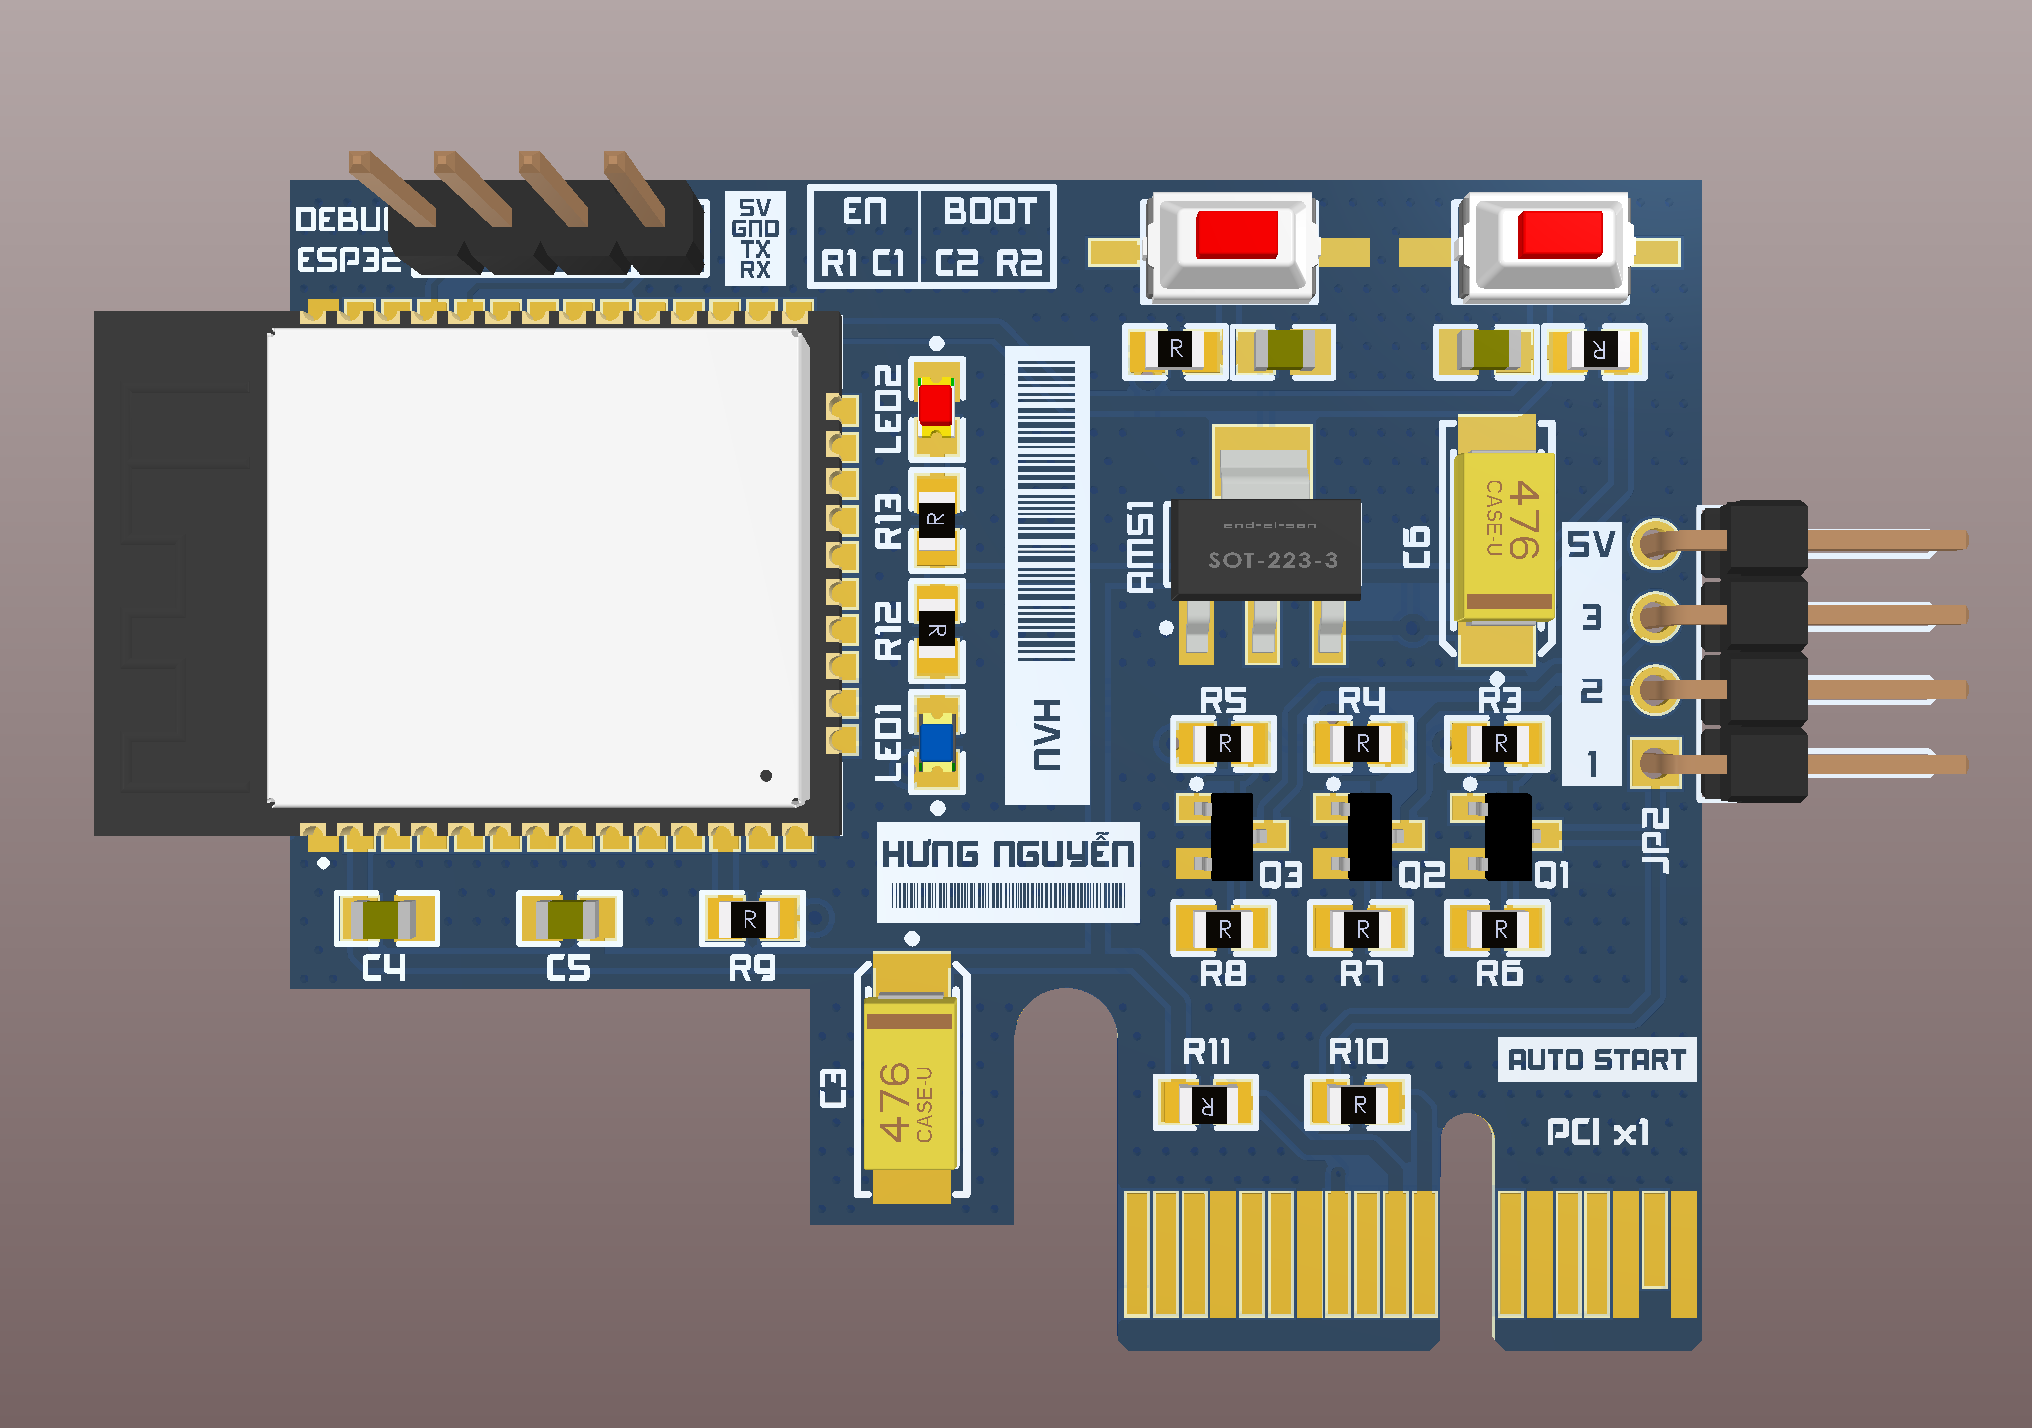 DEBU
ESP32
5V
GND
TX
RX
EN
BOOT
R1 C1
C2 R2
R
R
LED2
R13
R
R12
R
LED1
NVH
AMS1
end-el-san
SOT-223-3
C6
476
CASE-U
5V
3
2
1
JP2
R5
R4
R3
R
R
R
Q3
Q2
Q1
R
R
R
R8
R7
R6
HƯNG NGUYỄN
R
C4
C5
R9
C3
476
CASE-U
R11
R10
R
R
AUTO START
PCI x1